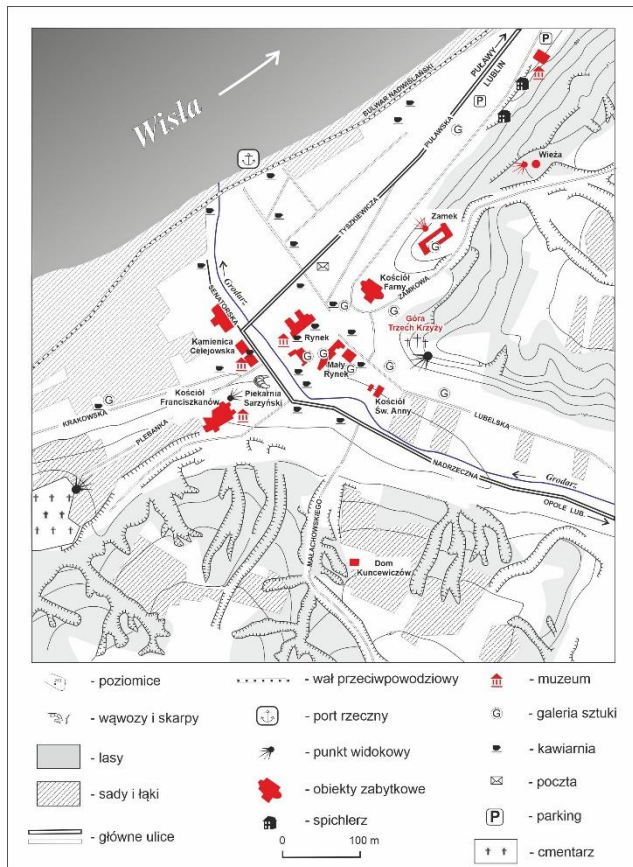 Wisła
BULWAR NADWIŚLAŃSKI
PUŁAWY
LUBLIN
P
P
PUŁAWSKA
G
Wieża
TYSZKIEWICZA
Zamek
G
Kościół
Farny
ZAMKOWA
G
G
Grodarz
SENATORSKA
Góra
Trzech Krzyży
Kamienica
Celejowska
Rynek
G
G
Mały
Rynek
G
G
Kościół
Św. Anny
G
Kościół
Franciszkanów
Piekarnia
Sarzyński
G
KRAKOWSKA
PLEBANKA
LUBELSKA
NADRZECZNA
Grodarz
OPOLE LUB.
MAŁACHOWSKIEGO
Dom
Kuncewiczów
- poziomice
- wąwozy i skarpy
- lasy
- sady i łąki
- główne ulice
- wał przeciwpowodziowy
- port rzeczny
- punkt widokowy
- obiekty zabytkowe
- spichlerz
0 100 m
- muzeum
G - galeria sztuki
- kawiarnia
- poczta
P - parking
- cmentarz